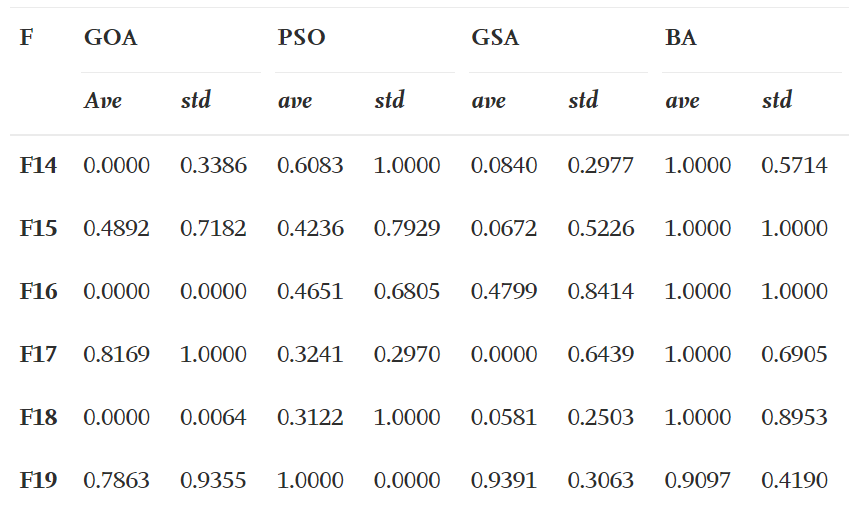 F GOA PSO GSA BA
Ave std ave std ave std ave std
F14 0.0000 0.3386 0.6083 1.0000 0.0840 0.2977 1.0000 0.5714
F15 0.4892 0.7182 0.4236 0.7929 0.0672 0.5226 1.0000 1.0000
F16 0.0000 0.0000 0.4651 0.6805 0.4799 0.8414 1.0000 1.0000
F17 0.8169 1.0000 0.3241 0.2970 0.0000 0.6439 1.0000 0.6905
F18 0.0000 0.0064 0.3122 1.0000 0.0581 0.2503 1.0000 0.8953
F19 0.7863 0.9355 1.0000 0.0000 0.9391 0.3063 0.9097 0.4190